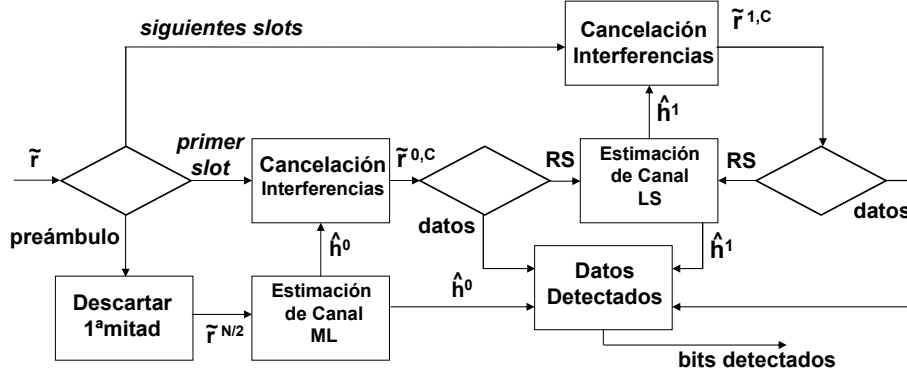 siguientes slots
Cancelación
Interferencias
r̃ 1,C
ĥ1
r̃
primer
slot
Cancelación
Interferencias
r̃ 0,C
RS
Estimación
de Canal
LS
RS
datos
datos
preámbulo
ĥ0
ĥ1
Descartar
1ªmitad
r̃ N/2
Estimación
de Canal
ML
ĥ0
Datos
Detectados
bits detectados